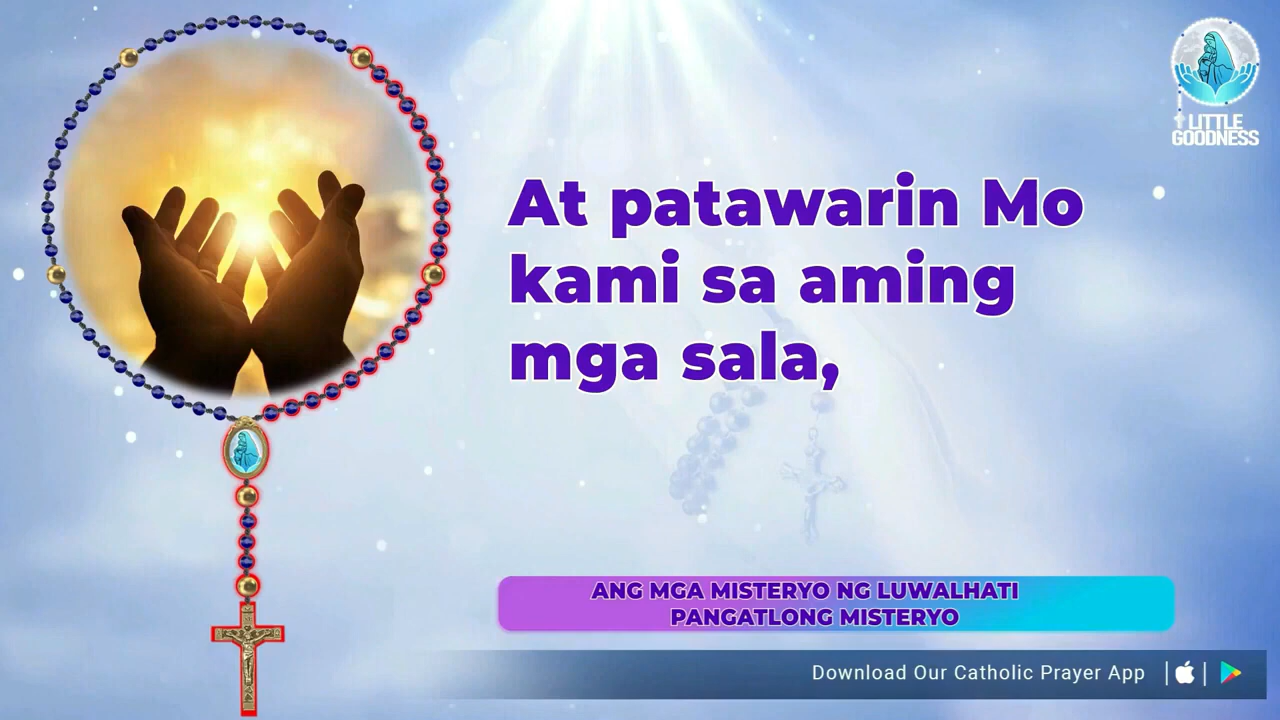 LITTLE
GOODNESS
At patawarin Mo
kami sa aming
mga sala,
ANG MGA MISTERYO NG LUWALHATI
PANGATLONG MISTERYO
Download Our Catholic Prayer App